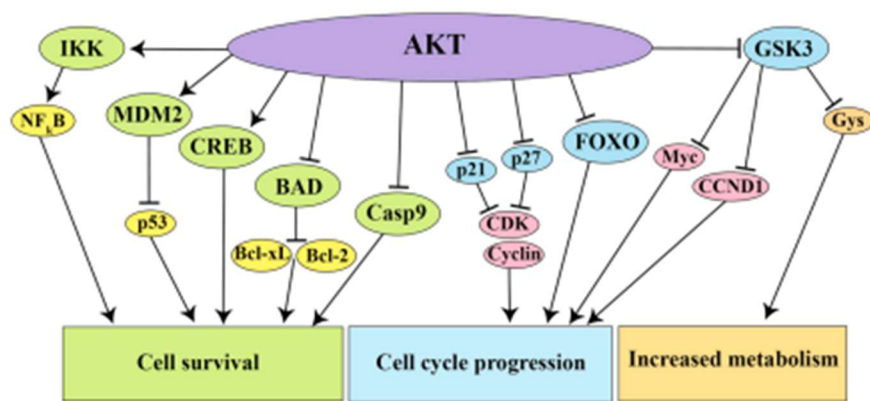 AKT
IKK
GSK3
NFkB
MDM2
CREB
BAD
Casp9
p21
p27
FOXO
Myc
CCND1
Gys
p53
Bcl-xL
Bcl-2
CDK
Cyclin
Cell survival
Cell cycle progression
Increased metabolism